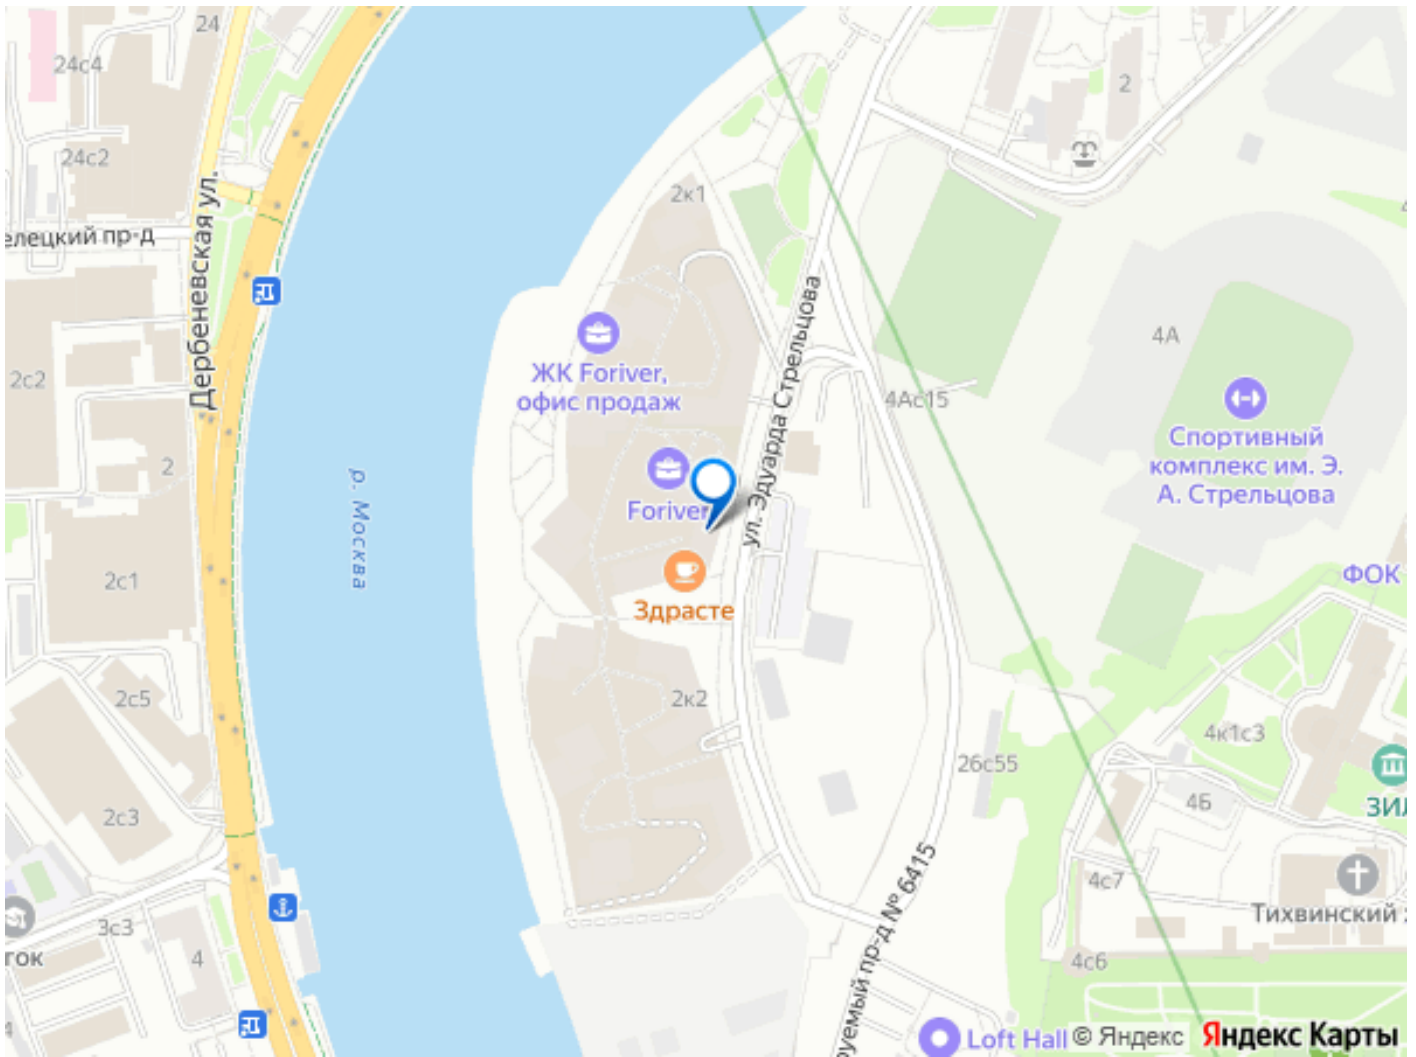 24
24с4
24с2
Дербеневская ул.
елецкий пр-д
2с2
2
2с1
2с5
2с3
3с3
4
ток
4
р. Москва
2к1
ЖК Foriver,
офис продаж
Foriver
Здрасте
2к2
ул. Эдуарда Стрельцова
2
4А
4Ас15
Спортивный
комплекс им. Э.
А. Стрельцова
ФОК
4к1с3
26с55
4Б
ЗИЛ
4с7
Тихвинский
4с6
руемый пр-д № 6415
Loft Hall
© Яндекс
Яндекс Карты